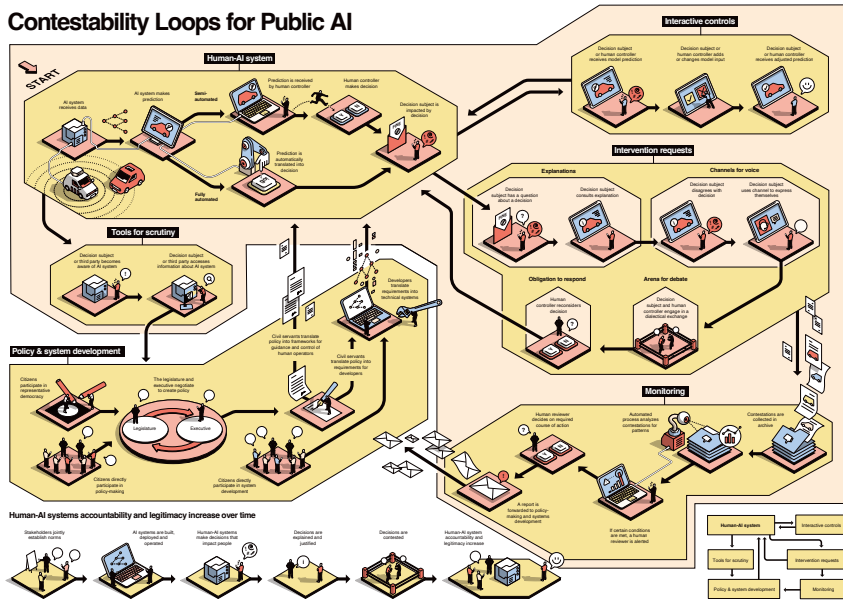 Contestability Loops for Public AI
Human-AI system
START
AI system
receives data
AI system makes
prediction
Semi-
automated
Prediction is received
by human controller
Human controller
makes decision
Decision subject is
impacted by
decision
Prediction is
automatically
translated into
decision
Fully
automated
Interactive controls
Decision subject
or human controller
receives model prediction
Decision subject or
human controller adds
or changes model input
Decision subject or
human controller
receives adjusted prediction
Intervention requests
Explanations
Channels for voice
Decision
subject has a question
about a decision
Decision subject
consults explanation
Decision subject
disagrees with
decision
Decision subject
uses channel to express
themselves
Obligation to respond
Arena for debate
Human
controller reconsiders
decision
Decision
subject and human
controller engage in a
dialectical exchange
Tools for scrutiny
Decision subject
or third party becomes
aware of AI system
Decision subject
or third party accesses
information about AI system
Developers
translate
requirements into
technical systems
Civil servants translate
policy into frameworks for
guidance and control of
human operators
Civil servants
translate policy into
requirements for
developers
Policy & system development
Citizens
participate in
representative
democracy
The legislature and
executive negotiate
to create policy
Legislature
Executive
Citizens directly
participate in
policy-making
Citizens directly
participate in system
development
Monitoring
Human reviewer
decides on required
course of action
Automated
process analyzes
contestations for
patterns
Contestations are
collected in
archive
A report is
forwarded to policy-
making and systems
development
If certain conditions
are met, a human
reviewer is alerted
Human-AI systems accountability and legitimacy increase over time
Stakeholders jointly
establish norms
AI systems are built,
deployed and
operated
Human-AI systems
make decisions that
impact people
Decisions are
explained and
justified
Decisions are
contested
Human-AI system
accountability and
legitimacy increase
Human-AI system
Interactive controls
Tools for scrutiny
Intervention requests
Policy & system development
Monitoring